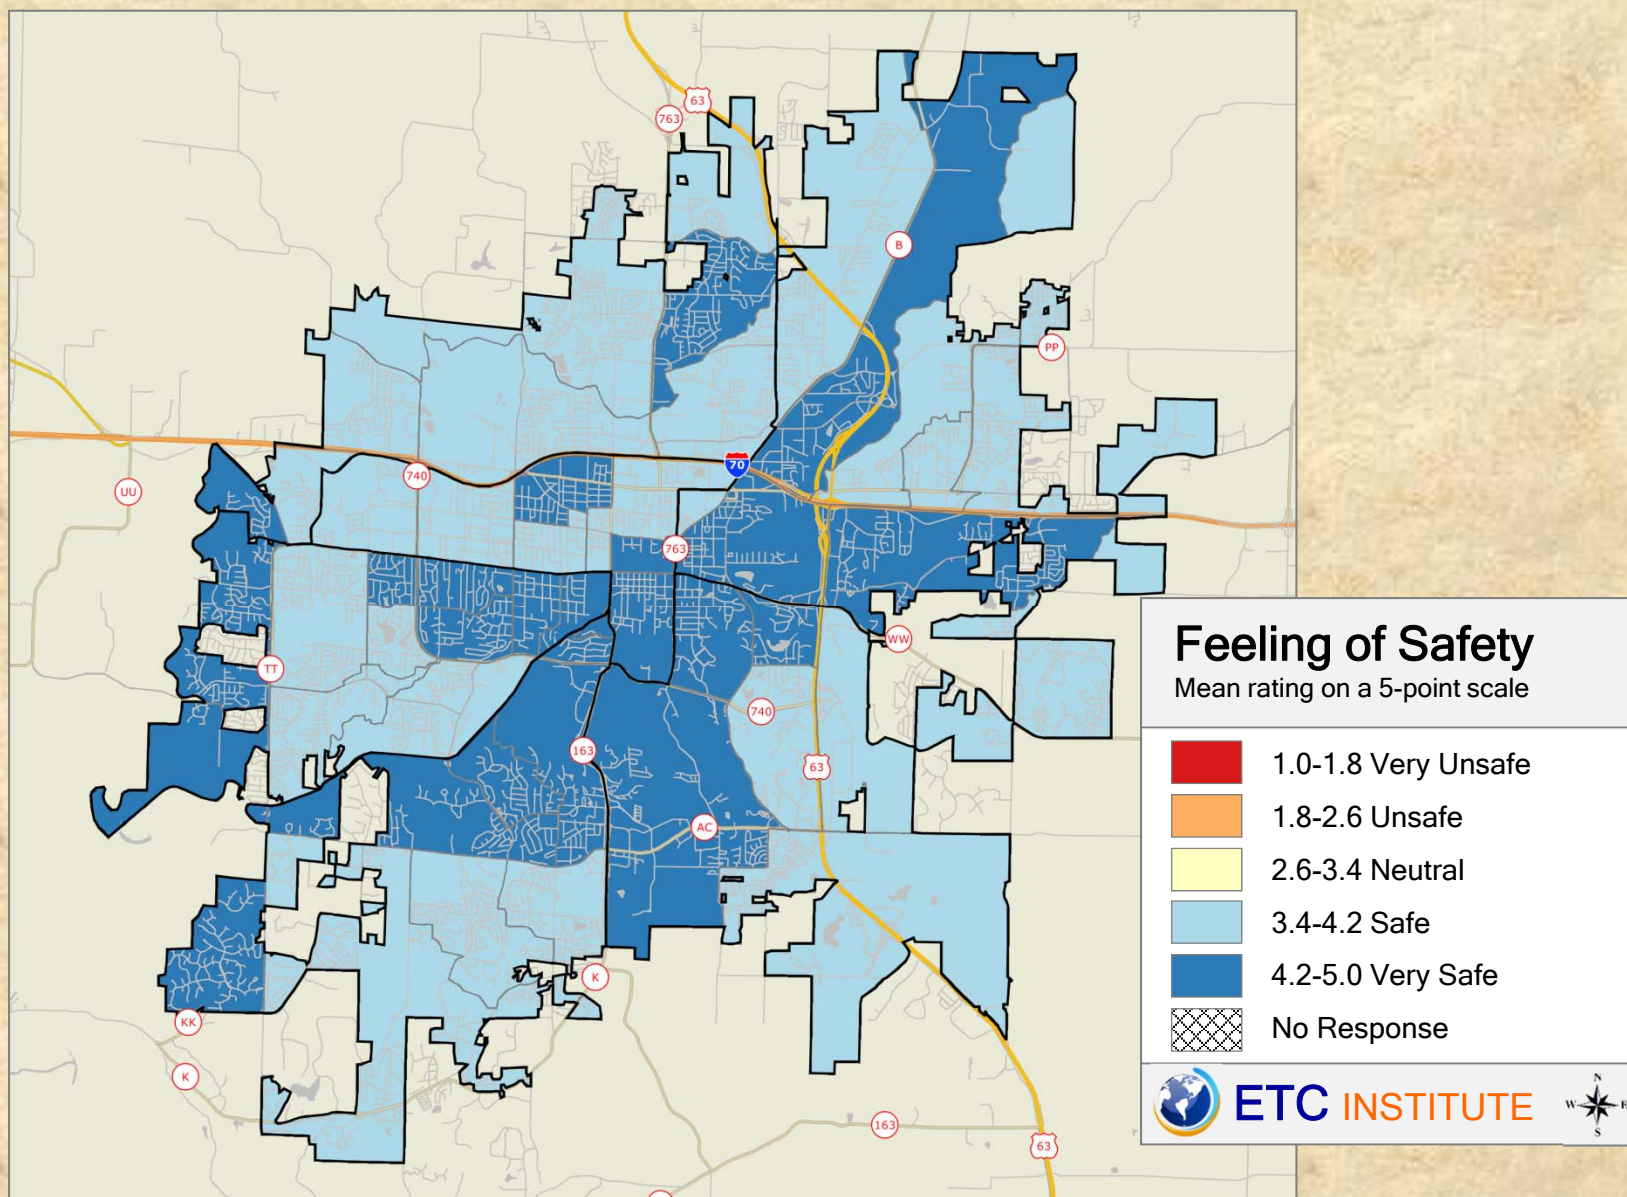 63
763
B
PP
70
740
UU
763
WW
TT
740
163
63
AC
K
KK
K
163
63
Feeling of Safety
Mean rating on a 5-point scale
1.0-1.8 Very Unsafe
1.8-2.6 Unsafe
2.6-3.4 Neutral
3.4-4.2 Safe
4.2-5.0 Very Safe
No Response
ETC INSTITUTE
N
W E
S